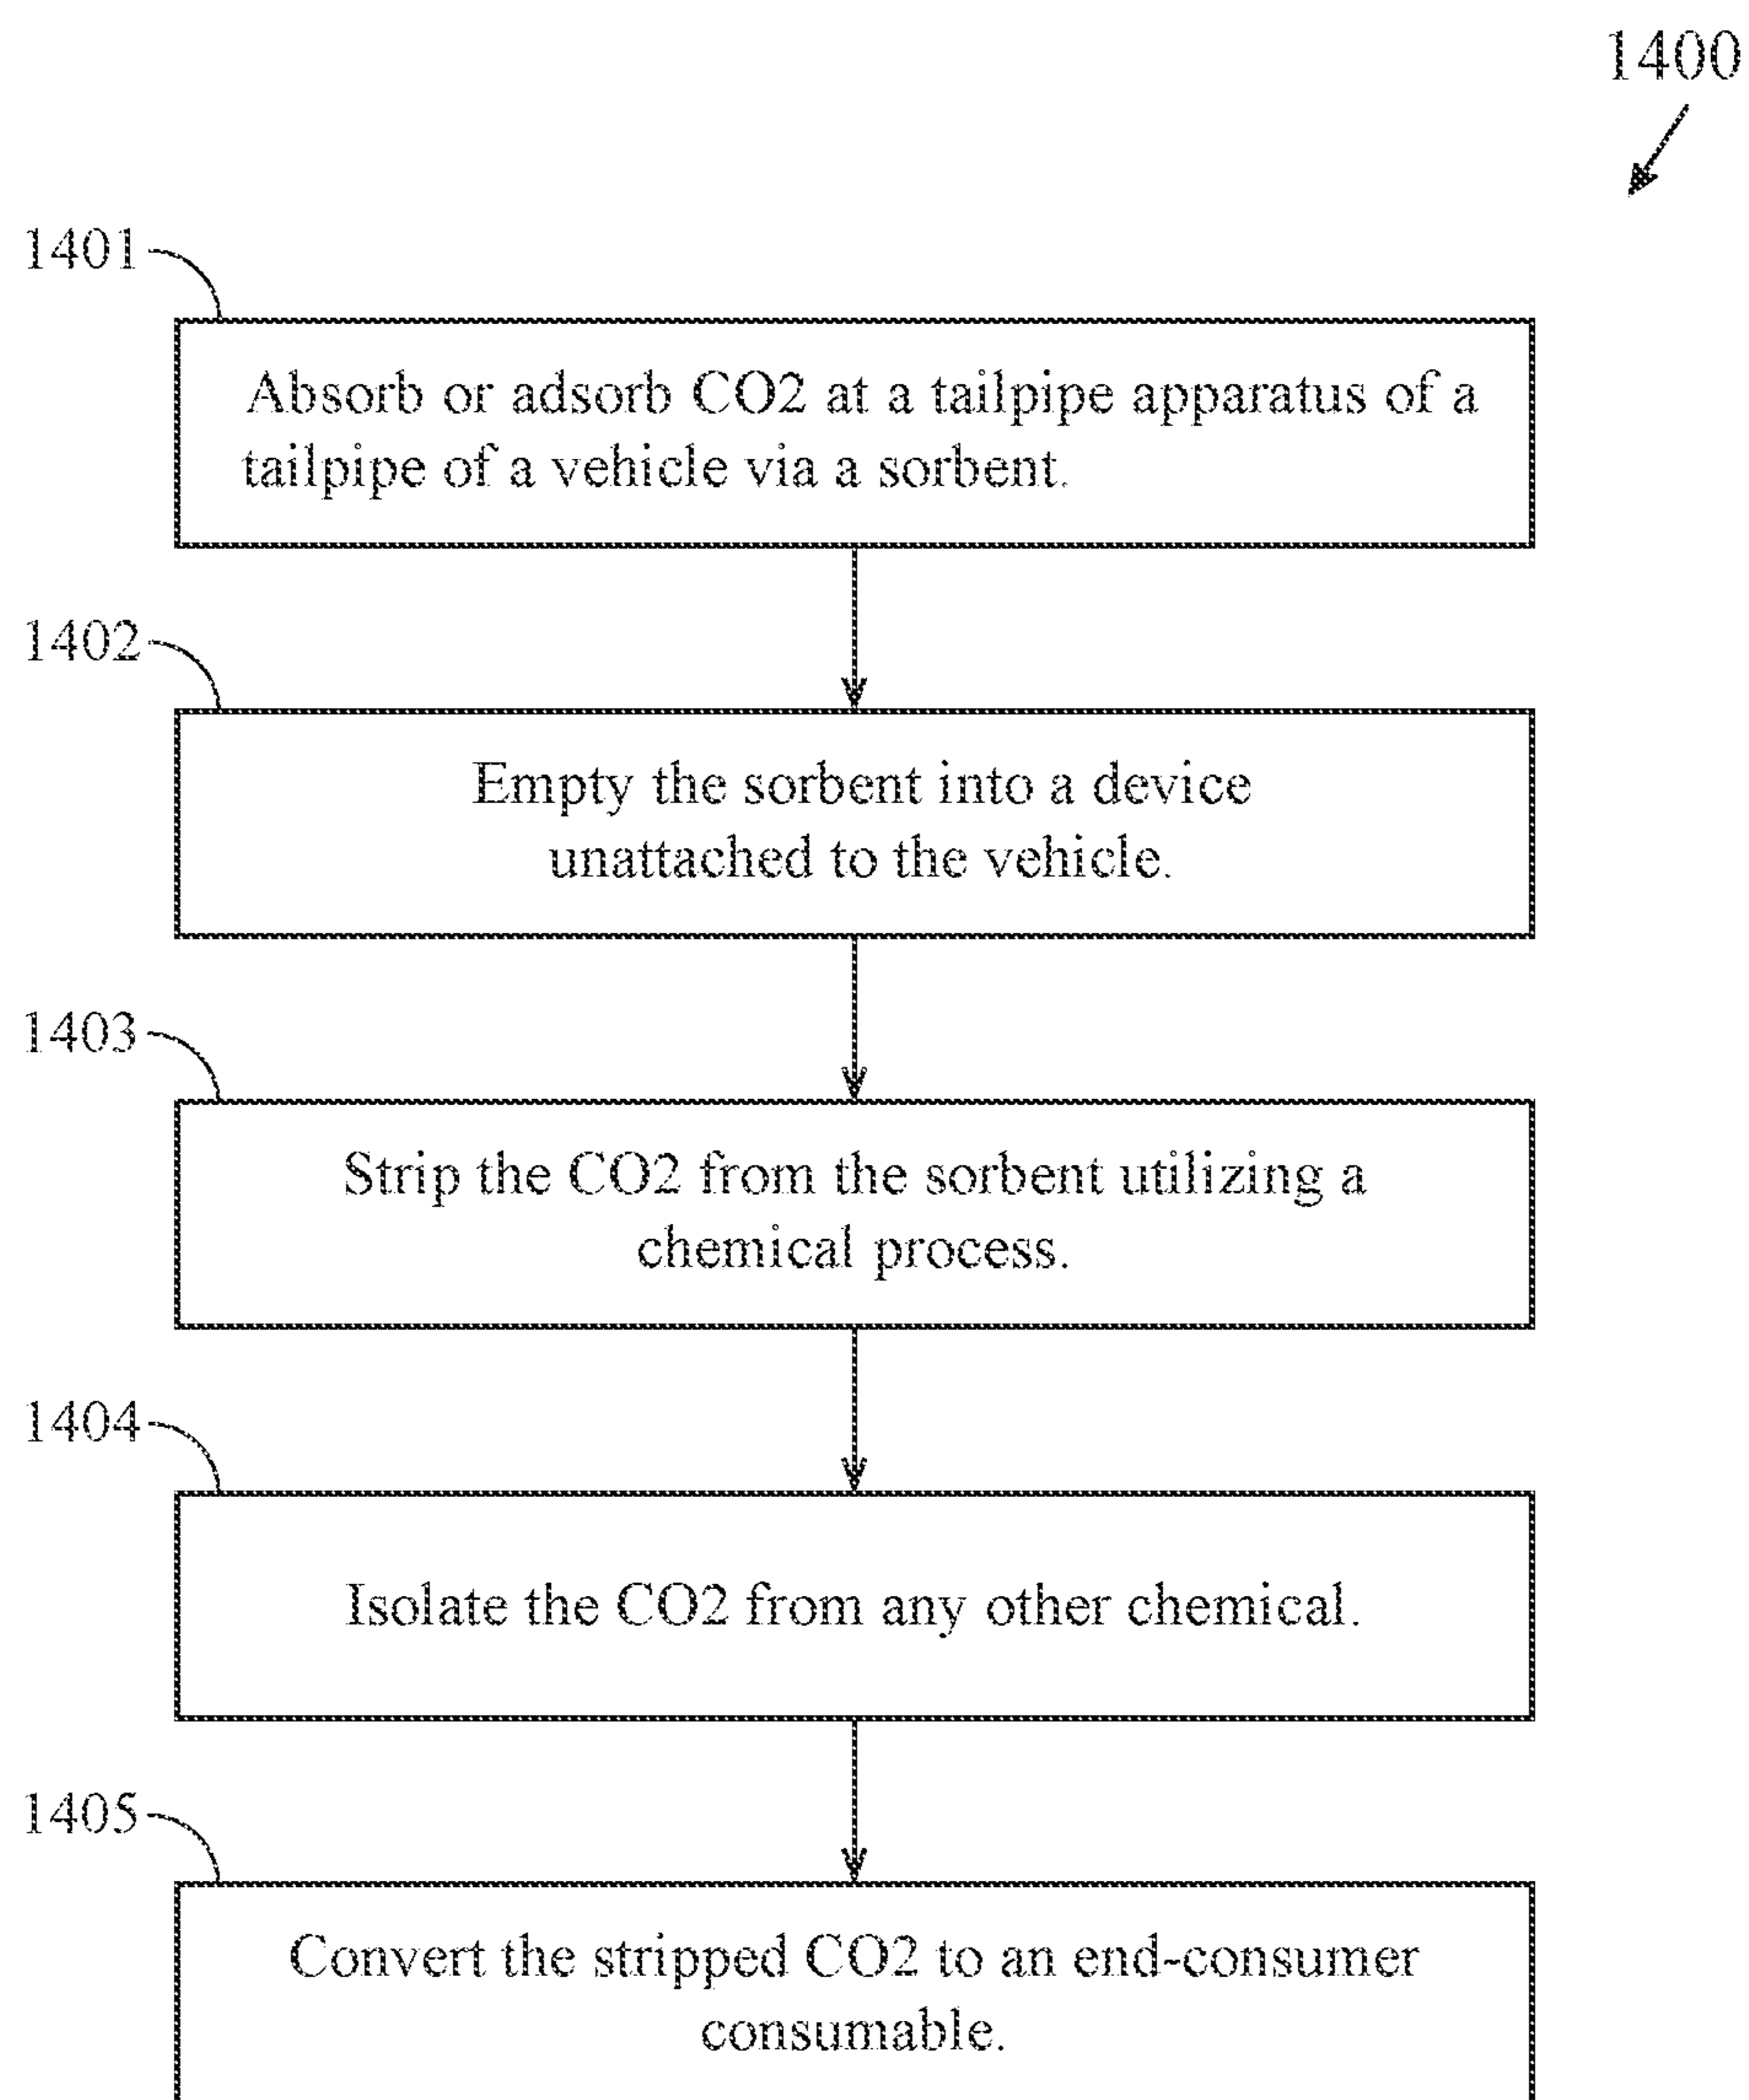 1400
1401
Absorb or adsorb CO2 at a tailpipe apparatus of a
tailpipe of a vehicle via a sorbent.
1402
Empty the sorbent into a device
unattached to the vehicle.
1403
Strip the CO2 from the sorbent utilizing a
chemical process.
1404
Isolate the CO2 from any other chemical.
1405
Convert the stripped CO2 to an end-consumer
consumable.